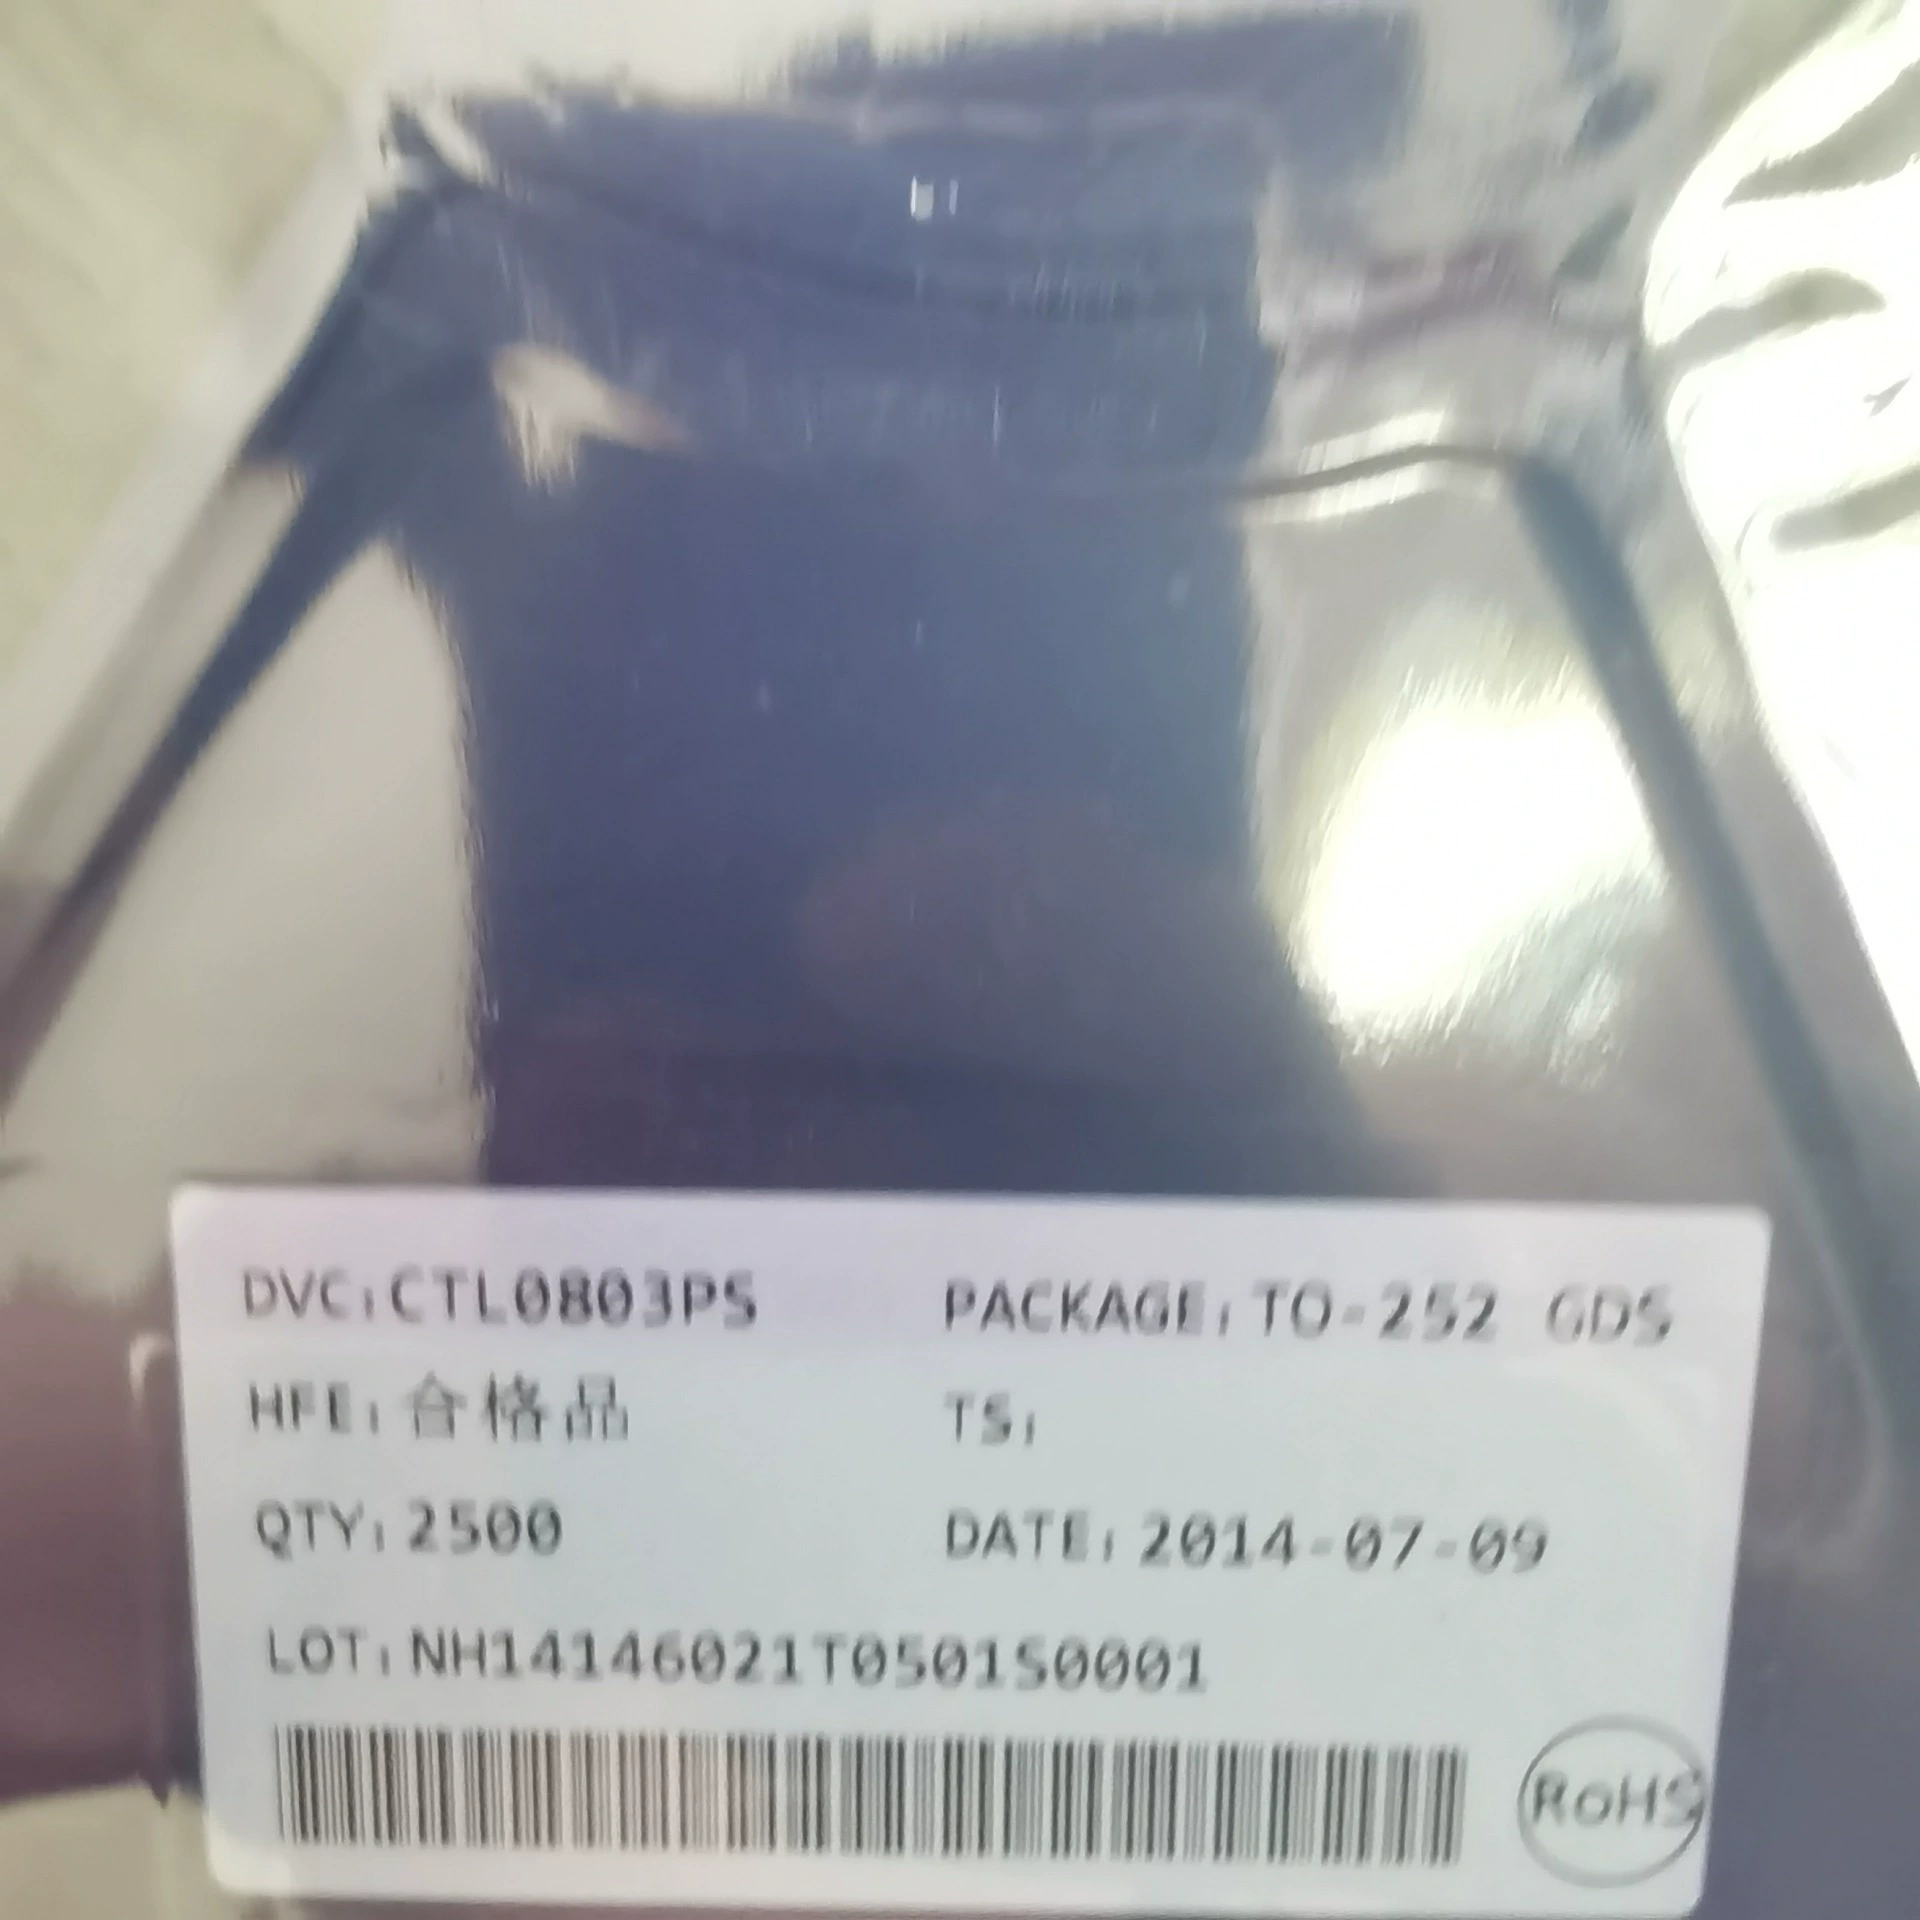 DVC:CTL0803PS PACKAGE:TO-252 GDS
HFE:合格品 TS:
QTY:2500 DATE:2014-07-09
LOT:NH14146021T0501S0001
RoHS